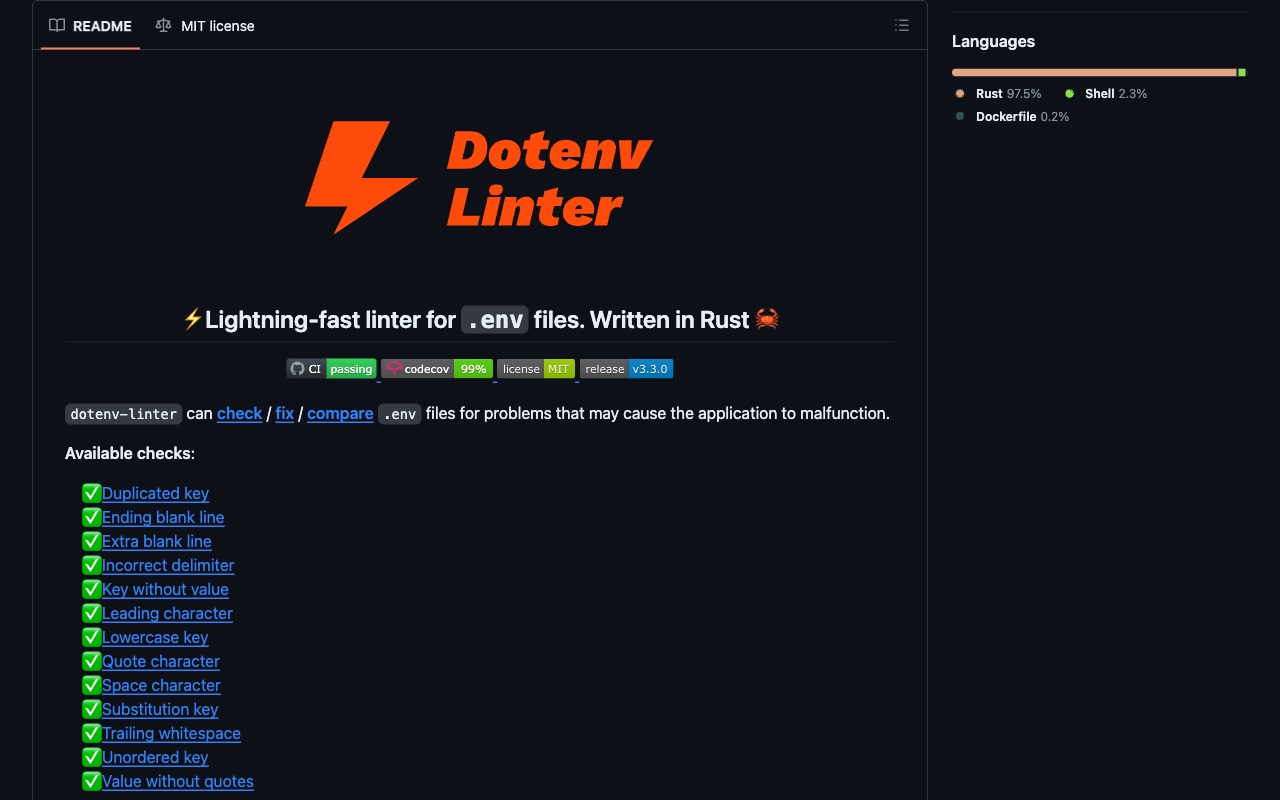 README
MIT license
Languages
Rust 97.5%
Shell 2.3%
Dockerfile 0.2%
Dotenv
Linter
⚡Lightning-fast linter for .env files. Written in Rust 🦀
CI passing codecov 99% license MIT release v3.3.0
dotenv-linter can check / fix / compare .env files for problems that may cause the application to malfunction.
Available checks:
✅Duplicated key
✅Ending blank line
✅Extra blank line
✅Incorrect delimiter
✅Key without value
✅Leading character
✅Lowercase key
✅Quote character
✅Space character
✅Substitution key
✅Trailing whitespace
✅Unordered key
✅Value without quotes